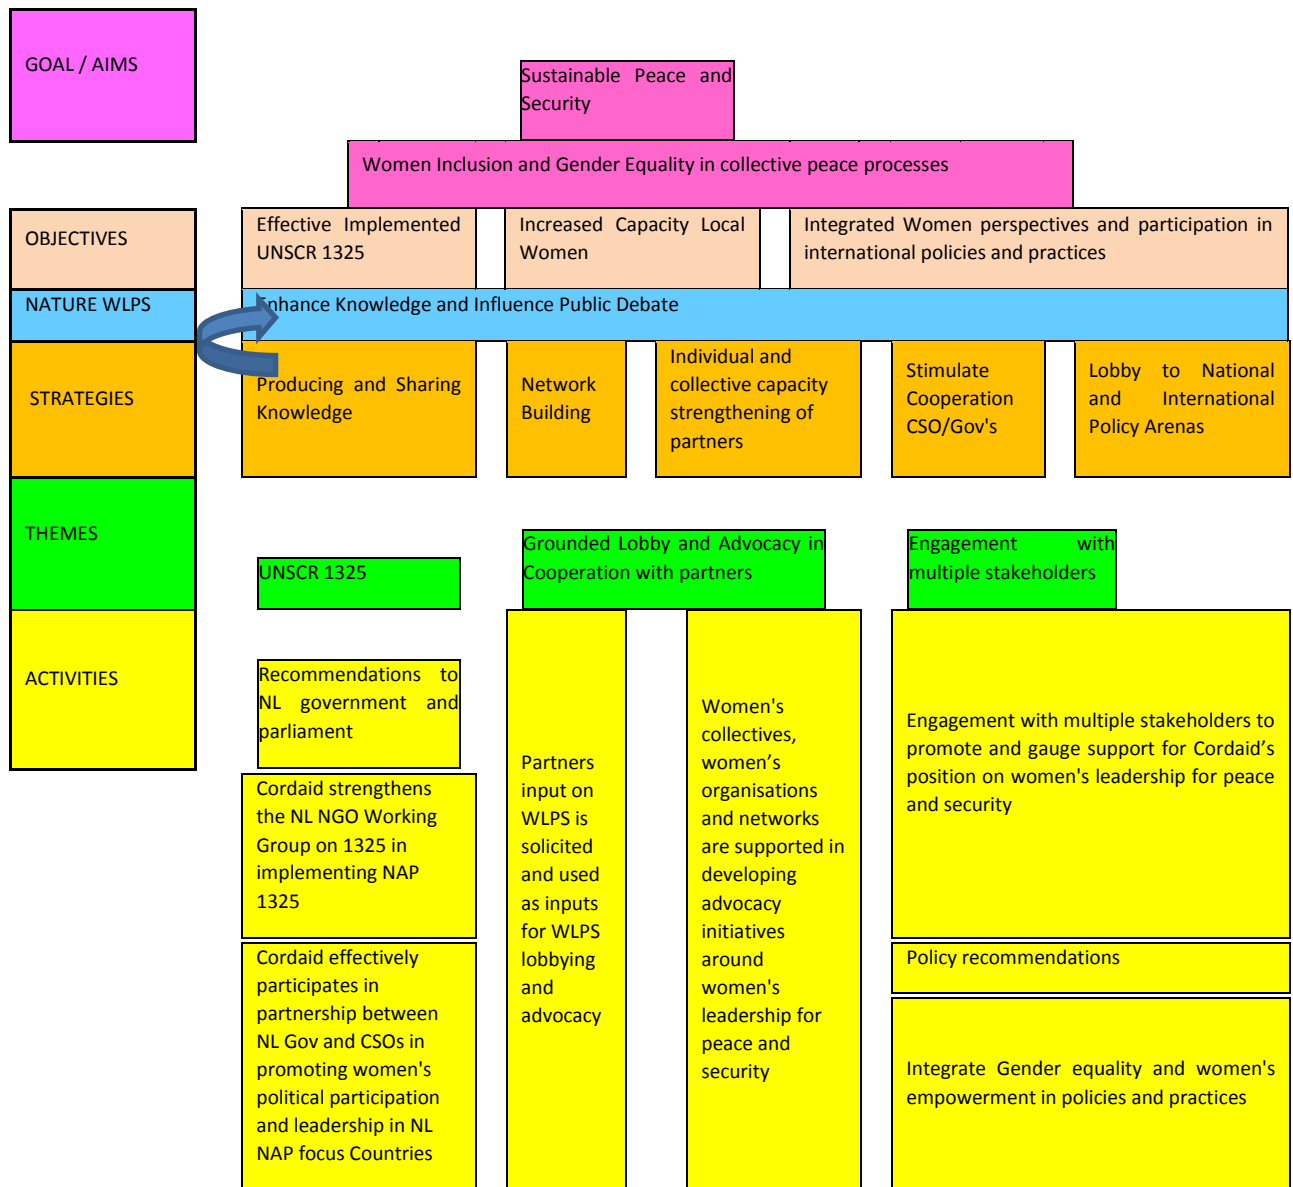 GOAL / AIMS
Sustainable Peace and
Security
Women Inclusion and Gender Equality in collective peace processes
OBJECTIVES
Effective Implemented
UNSCR 1325
Increased Capacity Local
Women
Integrated Women perspectives and participation in
international policies and practices
NATURE WLPS
Enhance Knowledge and Influence Public Debate
STRATEGIES
Producing and Sharing
Knowledge
Network
Building
Individual and
collective capacity
strengthening of
partners
Stimulate
Cooperation
CSO/Gov's
Lobby to National
and International
Policy Arenas
THEMES
UNSCR 1325
Grounded Lobby and Advocacy in
Cooperation with partners
Engagement with
multiple stakeholders
ACTIVITIES
Recommendations to
NL government and
parliament
Cordaid strengthens
the NL NGO Working
Group on 1325 in
implementing NAP
1325
Cordaid effectively
participates in
partnership between
NL Gov and CSOs in
promoting women's
political participation
and leadership in NL
NAP focus Countries
Partners
input on
WLPS is
solicited
and used
as inputs
for WLPS
lobbying
and
advocacy
Women's
collectives,
women’s
organisations
and networks
are supported in
developing
advocacy
initiatives
around
women's
leadership for
peace and
security
Engagement with multiple stakeholders to
promote and gauge support for Cordaid’s
position on women's leadership for peace
and security
Policy recommendations
Integrate Gender equality and women's
empowerment in policies and practices